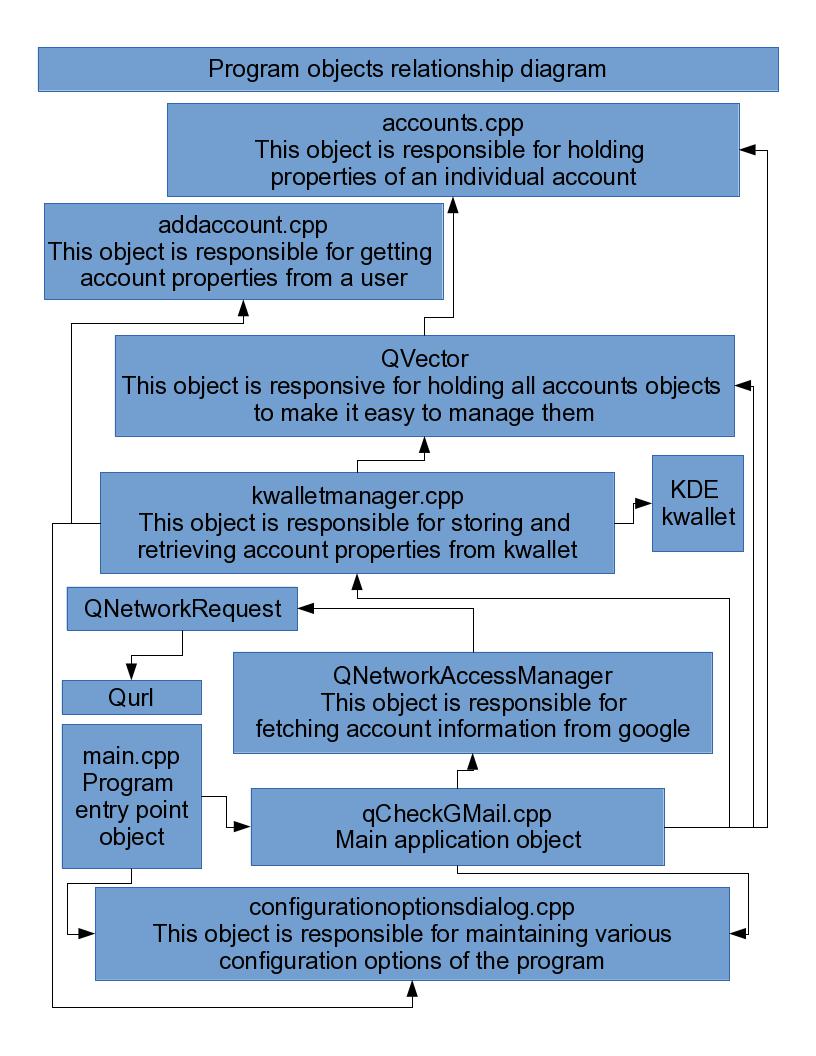 Program objects relationship diagram
accounts.cpp
This object is responsible for holding
properties of an individual account
addaccount.cpp
This object is responsible for getting
account properties from a user
QVector
This object is responsive for holding all accounts objects
to make it easy to manage them
kwalletmanager.cpp
This object is responsible for storing and
retrieving account properties from kwallet
KDE
kwallet
QNetworkRequest
QNetworkAccessManager
This object is responsible for
fetching account information from google
Qurl
main.cpp
Program
entry point
object
qCheckGMail.cpp
Main application object
configurationoptionsdialog.cpp
This object is responsible for maintaining various
configuration options of the program